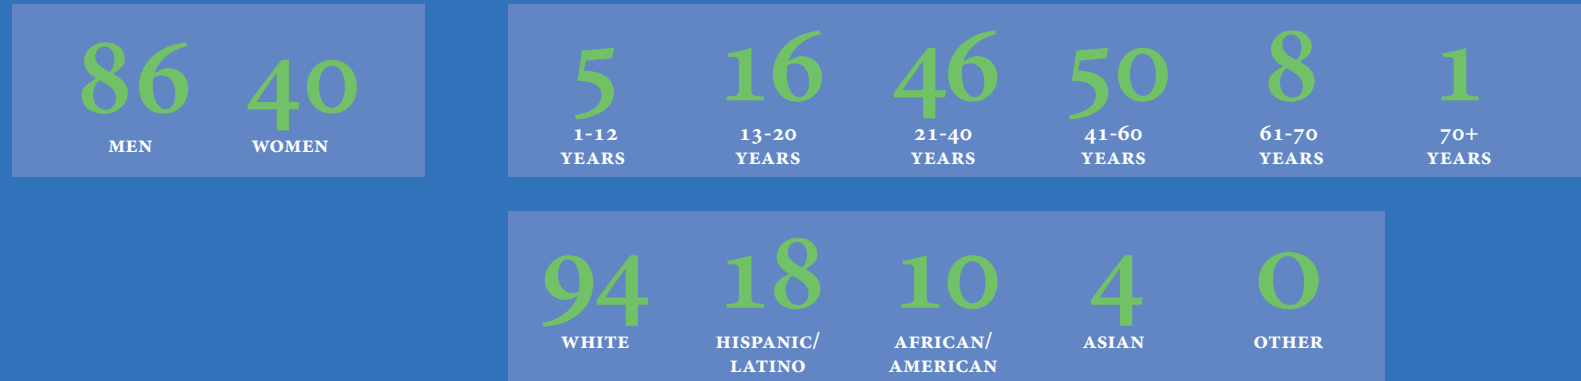 86 40
MEN WOMEN
5 16 46 50 8 1
1-12 13-20 21-40 41-60 61-70 70+
YEARS YEARS YEARS YEARS YEARS YEARS
94 18 10 4 0
WHITE HISPANIC/ AFRICAN/ ASIAN OTHER
LATINO AMERICAN